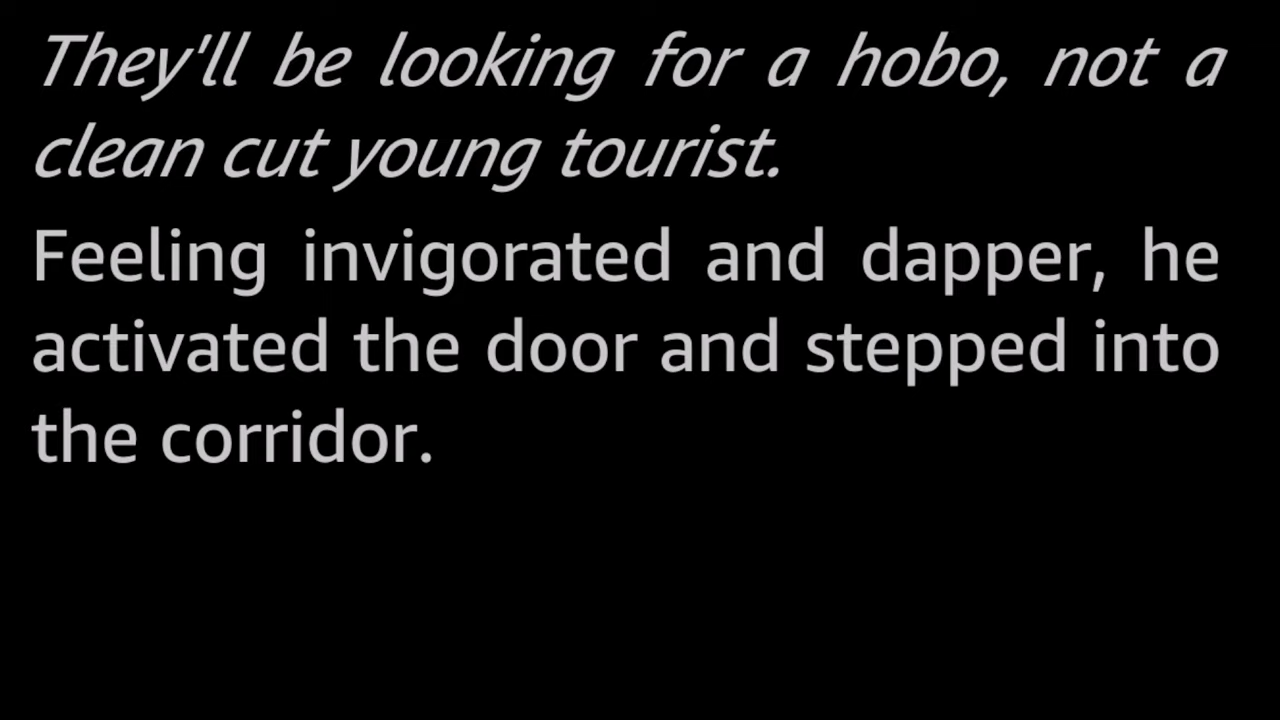 They'll be looking for a hobo, not a
clean cut young tourist.
Feeling invigorated and dapper, he
activated the door and stepped into
the corridor.